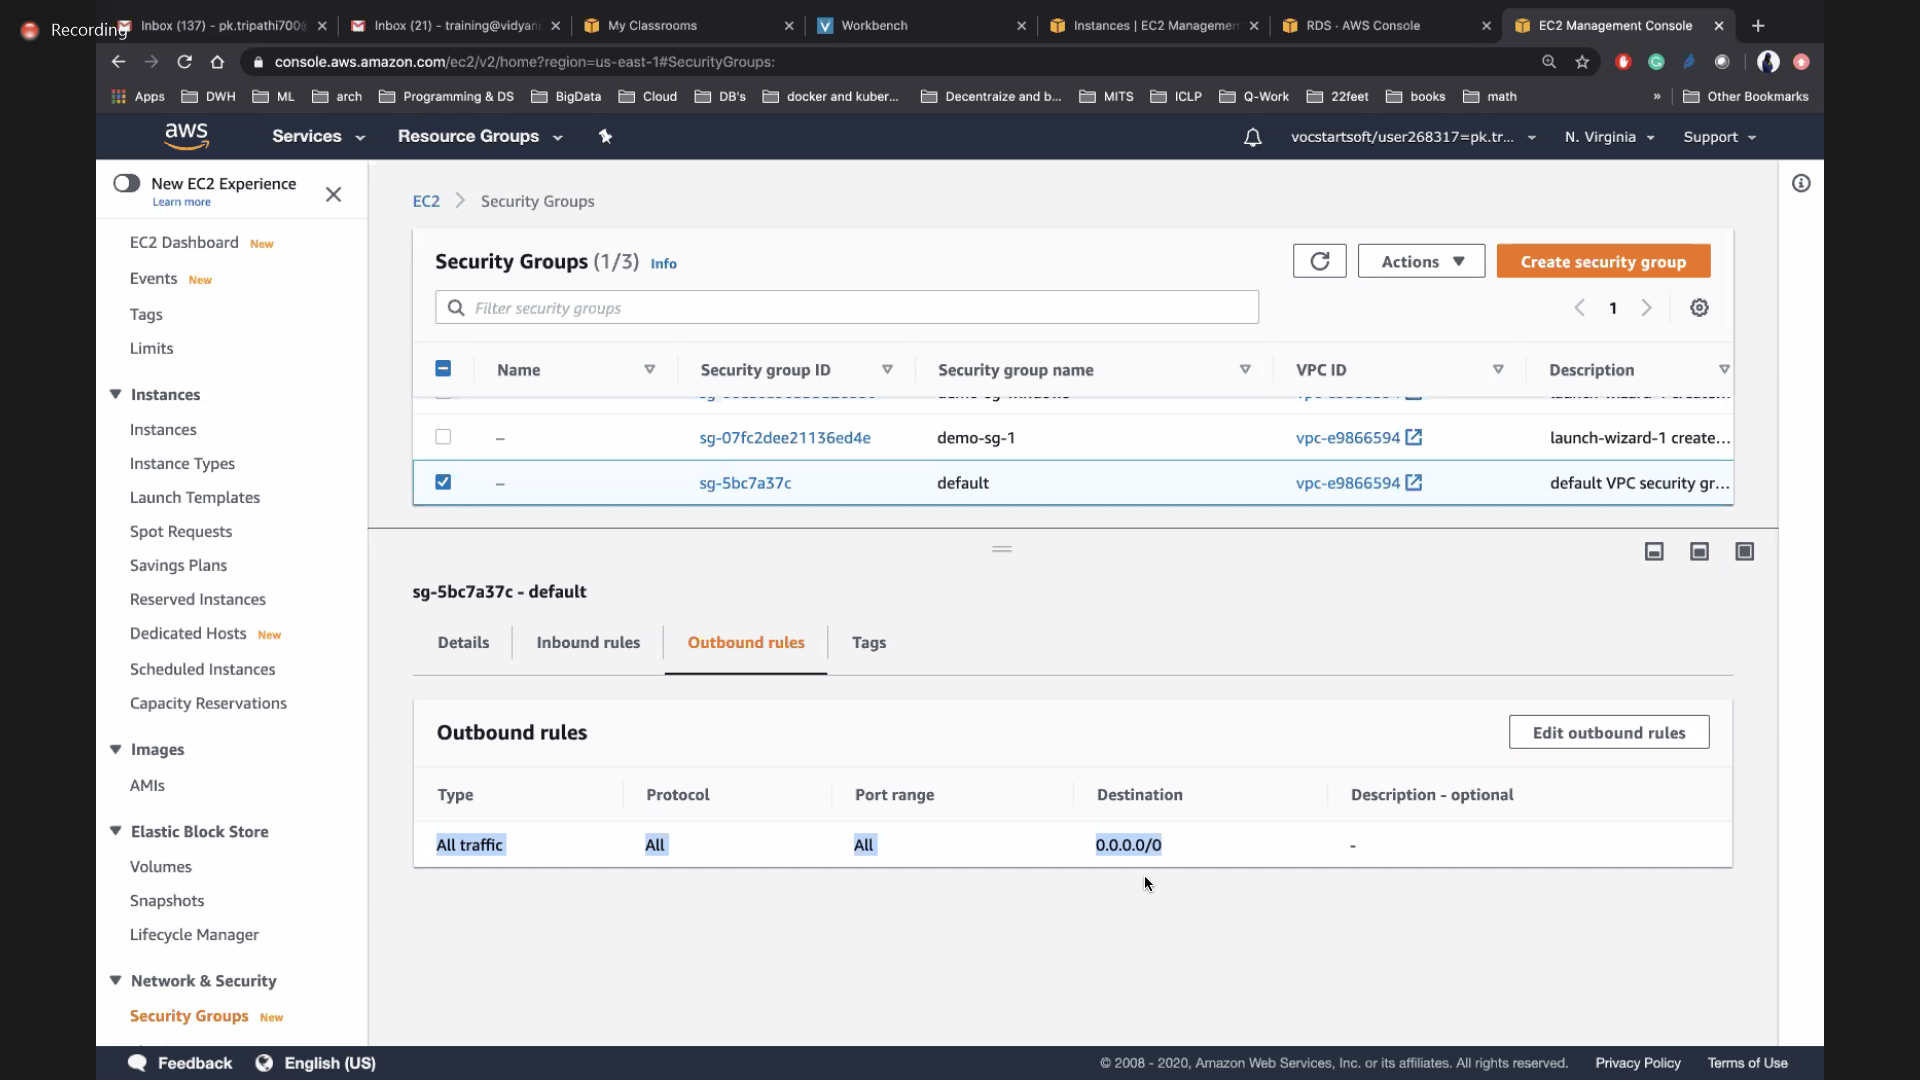 Recording
Inbox (137) - pk.tripathi700@
Inbox (21) - training@vidyan
My Classrooms
Workbench
Instances | EC2 Managemen
RDS · AWS Console
EC2 Management Console
console.aws.amazon.com/ec2/v2/home?region=us-east-1#SecurityGroups:
Apps
DWH
ML
arch
Programming & DS
BigData
Cloud
DB's
docker and kuber...
Decentraize and b...
MITS
ICLP
Q-Work
22feet
books
math
»
Other Bookmarks
aws
Services
Resource Groups
vocstartsoft/user268317=pk.tr...
N. Virginia
Support
New EC2 Experience
Learn more
EC2 Dashboard New
Events New
Tags
Limits
Instances
Instances
Instance Types
Launch Templates
Spot Requests
Savings Plans
Reserved Instances
Dedicated Hosts New
Scheduled Instances
Capacity Reservations
Images
AMIs
Elastic Block Store
Volumes
Snapshots
Lifecycle Manager
Network & Security
Security Groups New
EC2 > Security Groups
Security Groups (1/3) Info
Actions
Create security group
Filter security groups
1
Name Security group ID Security group name VPC ID Description
– sg-07fc2dee21136ed4e demo-sg-1 vpc-e9866594 launch-wizard-1 create...
– sg-5bc7a37c default vpc-e9866594 default VPC security gr...
sg-5bc7a37c - default
Details
Inbound rules
Outbound rules
Tags
Outbound rules
Edit outbound rules
Type Protocol Port range Destination Description - optional
All traffic All All 0.0.0.0/0 -
Feedback
English (US)
© 2008 - 2020, Amazon Web Services, Inc. or its affiliates. All rights reserved.
Privacy Policy
Terms of Use